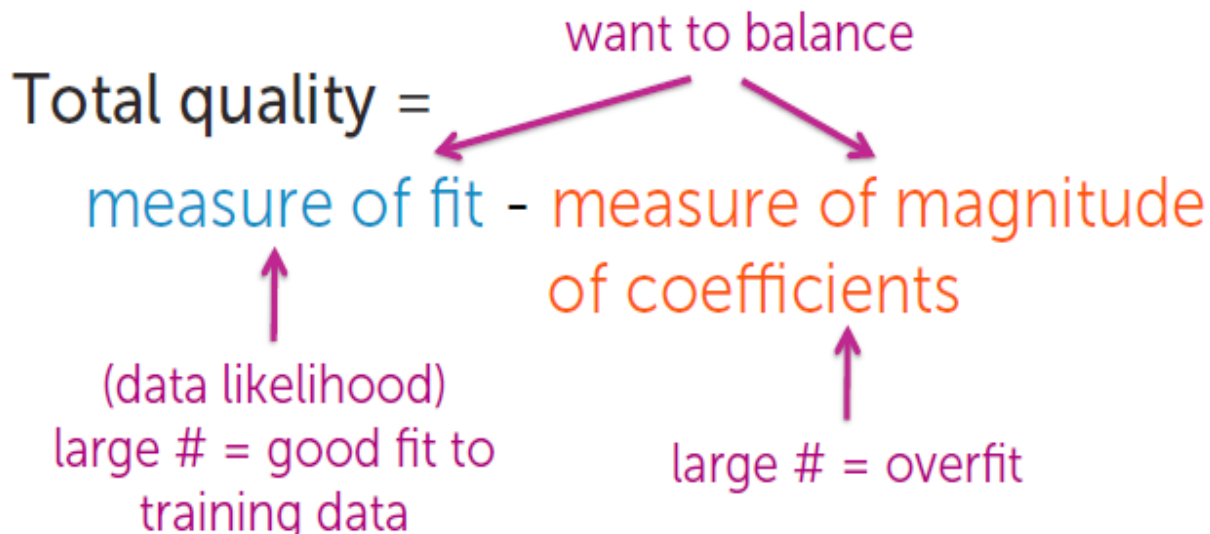 want to balance
Total quality =
measure of fit - measure of magnitude
of coefficients
(data likelihood)
large # = good fit to
training data
large # = overfit